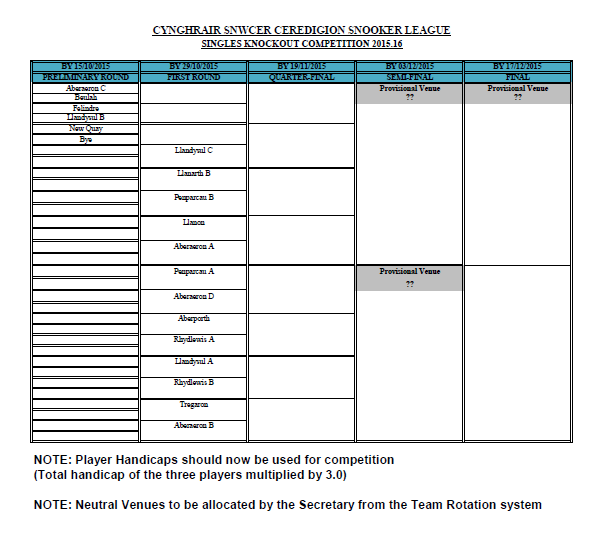 CYNGHRAIR SNWCER CEREDIGION SNOOKER LEAGUE
SINGLES KNOCKOUT COMPETITION 2015.16
BY 15/10/2015 BY 29/10/2015 BY 19/11/2015 BY 03/12/2015 BY 17/12/2015
PRELIMINARY ROUND FIRST ROUND QUARTER-FINAL SEMI-FINAL FINAL
Aberaeron C Provisional Venue Provisional Venue
Beulah ?? ??
Felindre
Llandysul B
New Quay
Bye
Llandysul C
Llanarth B
Penparcau B
Llanon
Aberaeron A
Penparcau A Provisional Venue
??
Aberaeron D
Aberporth
Rhydlewis A
Llandysul A
Rhydlewis B
Tregaron
Aberaeron B
NOTE: Player Handicaps should now be used for competition
(Total handicap of the three players multiplied by 3.0)
NOTE: Neutral Venues to be allocated by the Secretary from the Team Rotation system